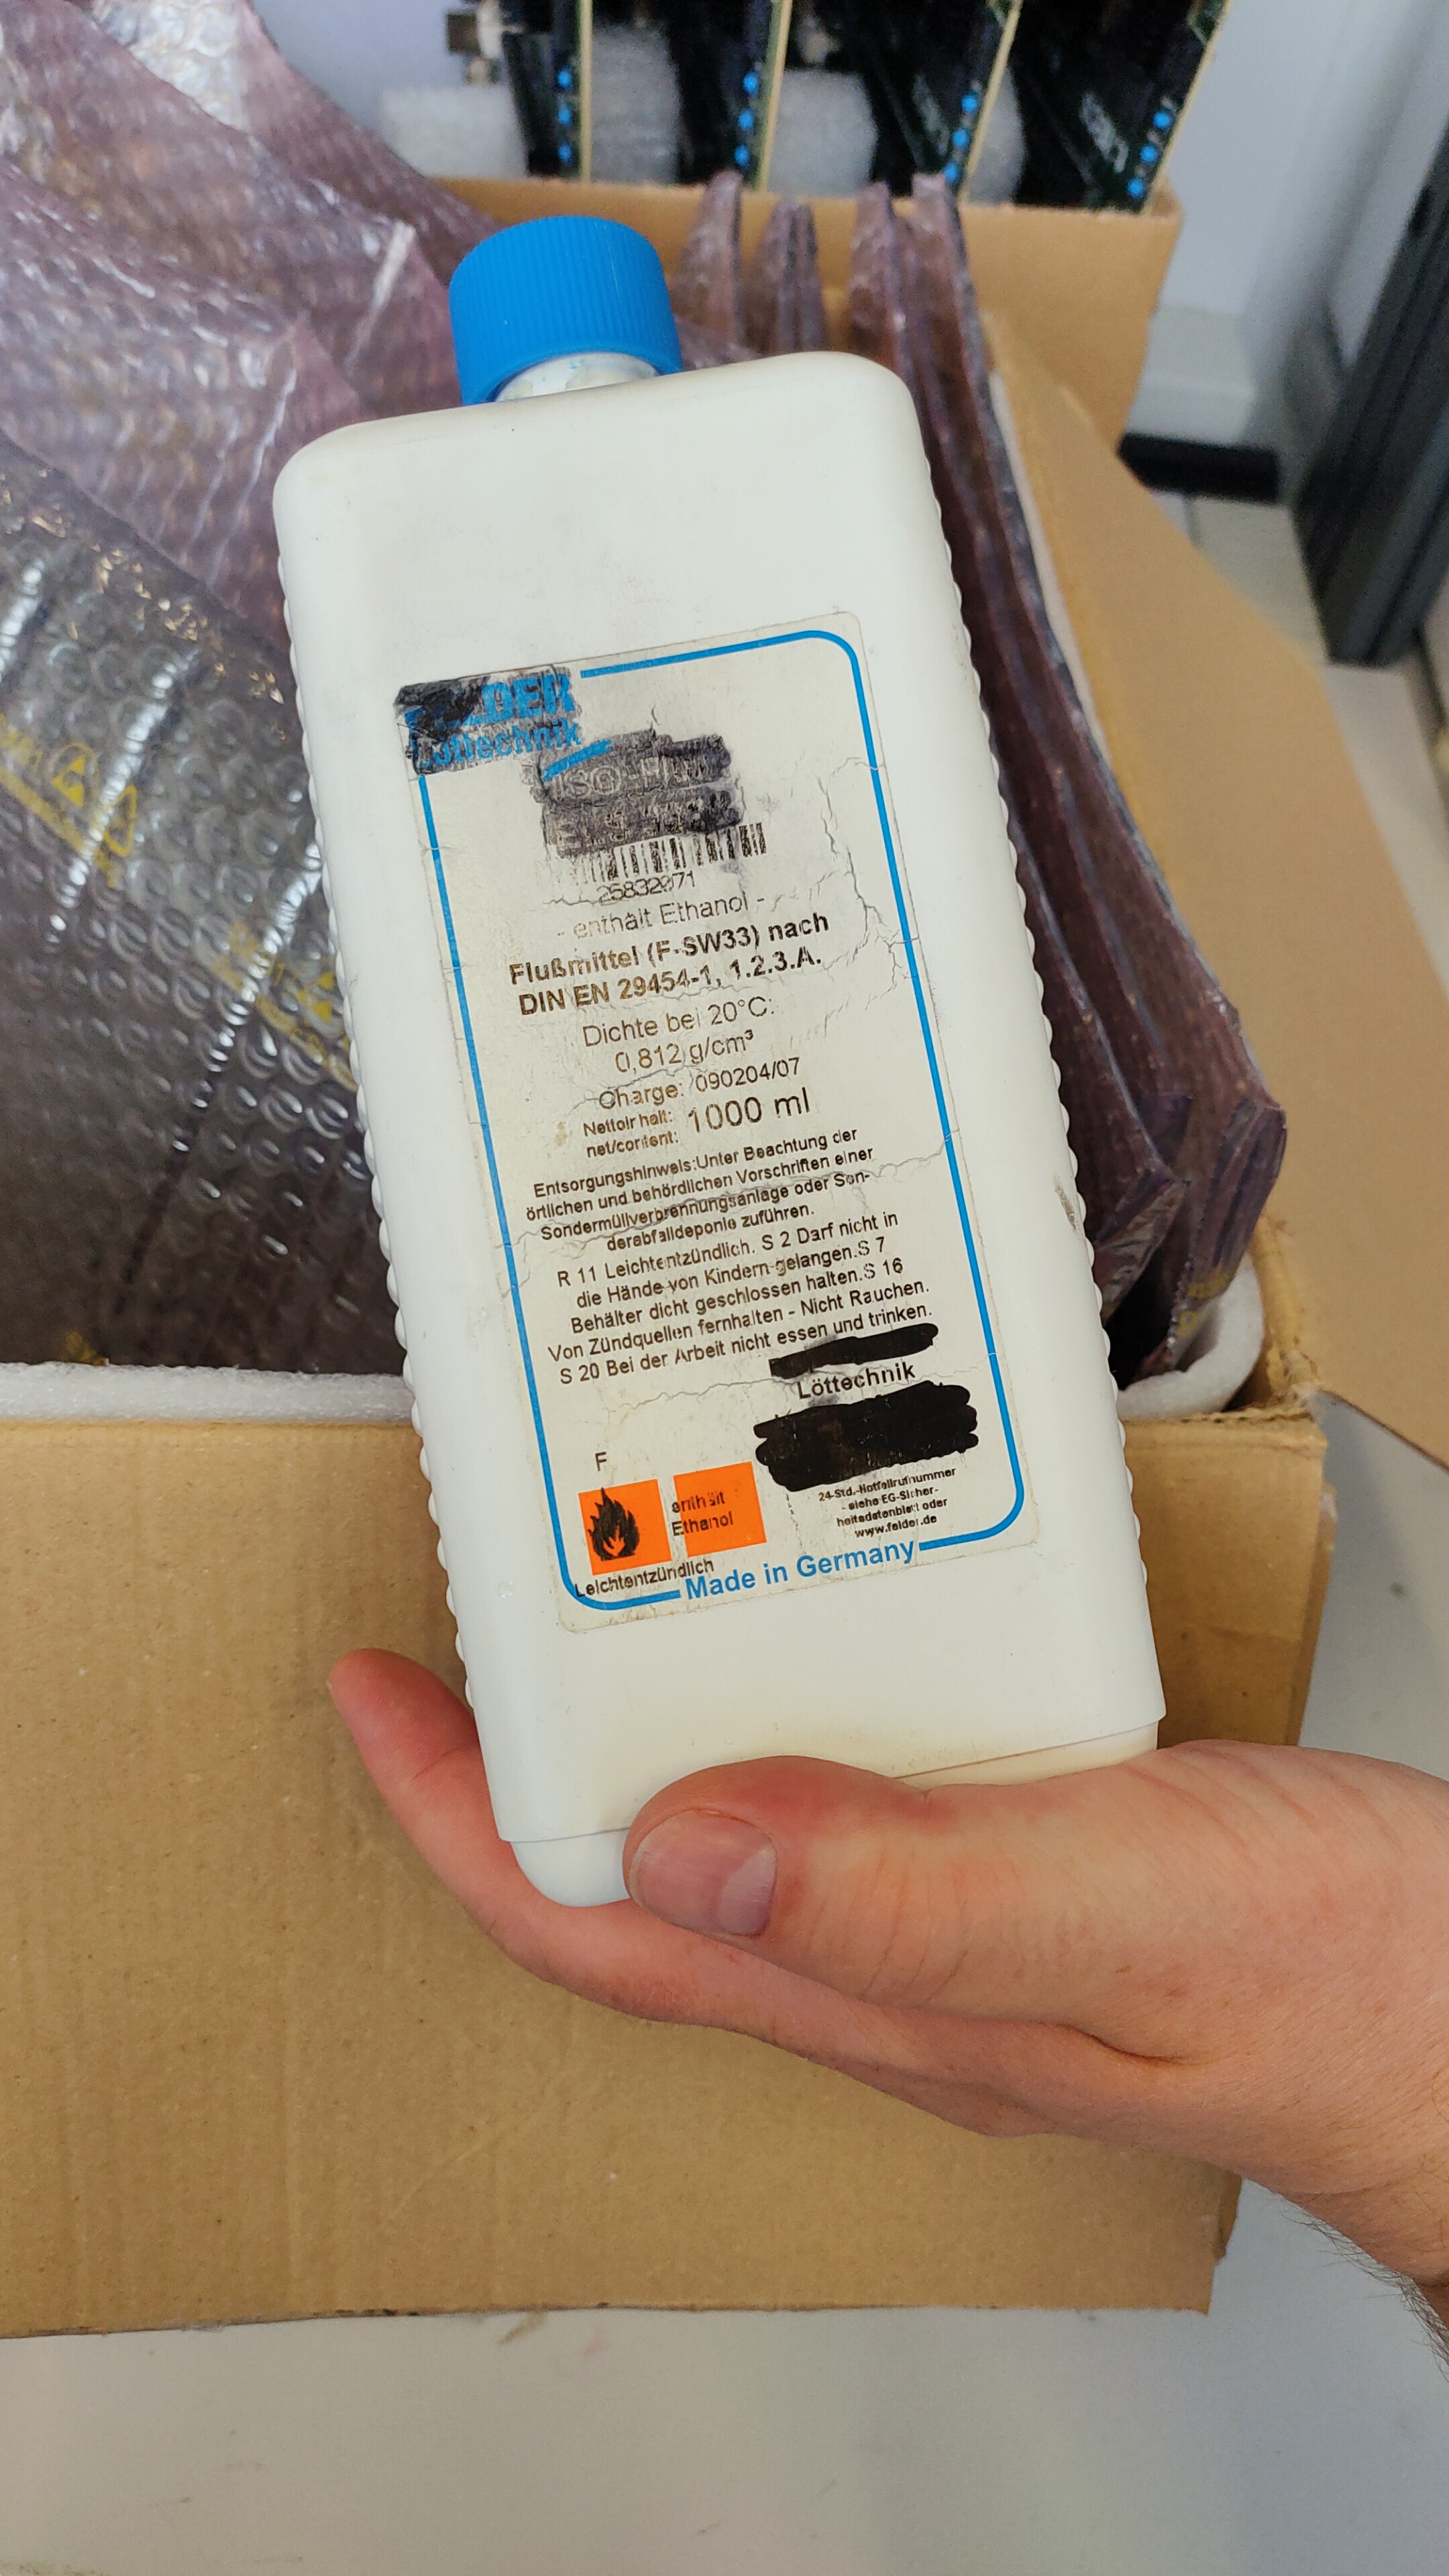 FELDER
Löttechnik
ISO-Flux
25832071
- enthält Ethanol -
Flußmittel (F-SW33) nach
DIN EN 29454-1, 1.2.3.A.
Dichte bei 20°C:
0,812 g/cm³
Charge: 090204/07
Nettoinhalt:
net/content: 1000 ml
Entsorgungshinweis:Unter Beachtung der
örtlichen und behördlichen Vorschriften einer
Sondermüllverbrennungsanlage oder Son-
derabfalldeponie zuführen.
R 11 Leichtentzündlich. S 2 Darf nicht in
die Hände von Kindern gelangen.S 7
Behälter dicht geschlossen halten.S 16
Von Zündquellen fernhalten - Nicht Rauchen.
S 20 Bei der Arbeit nicht essen und trinken.
Löttechnik
F
enthält
Ethanol
Leichtentzündlich
24-Std.-Notfallrufnummer
- siehe EG-Sicher-
heitsdatenblatt oder
www.felder.de
Made in Germany